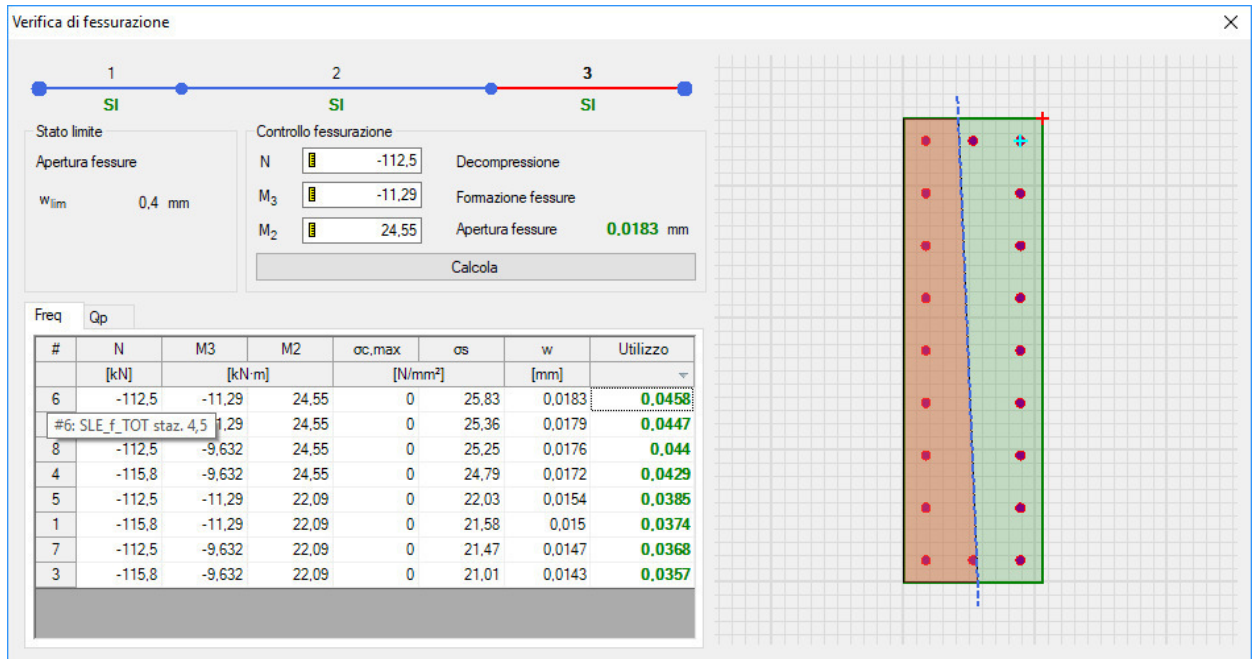 Verifica di fessurazione
1 2 3
SI SI SI
Stato limite
Apertura fessure
wlim 0,4 mm
Controllo fessurazione
N -112,5 Decompressione
M3 -11,29 Formazione fessure
M2 24,55 Apertura fessure 0,0183 mm
Calcola
Freq Qp
# N M3 M2 σc,max σs w Utilizzo
[kN] [kN·m] [N/mm²] [mm]
6 -112,5 -11,29 24,55 0 25,83 0,0183 0,0458
#6: SLE_f_TOT staz. 4,5 1,29 24,55 0 25,36 0,0179 0,0447
8 -112,5 -9,632 24,55 0 25,25 0,0176 0,044
4 -115,8 -9,632 24,55 0 24,79 0,0172 0,0429
5 -112,5 -11,29 22,09 0 22,03 0,0154 0,0385
1 -115,8 -11,29 22,09 0 21,58 0,015 0,0374
7 -112,5 -9,632 22,09 0 21,47 0,0147 0,0368
3 -115,8 -9,632 22,09 0 21,01 0,0143 0,0357